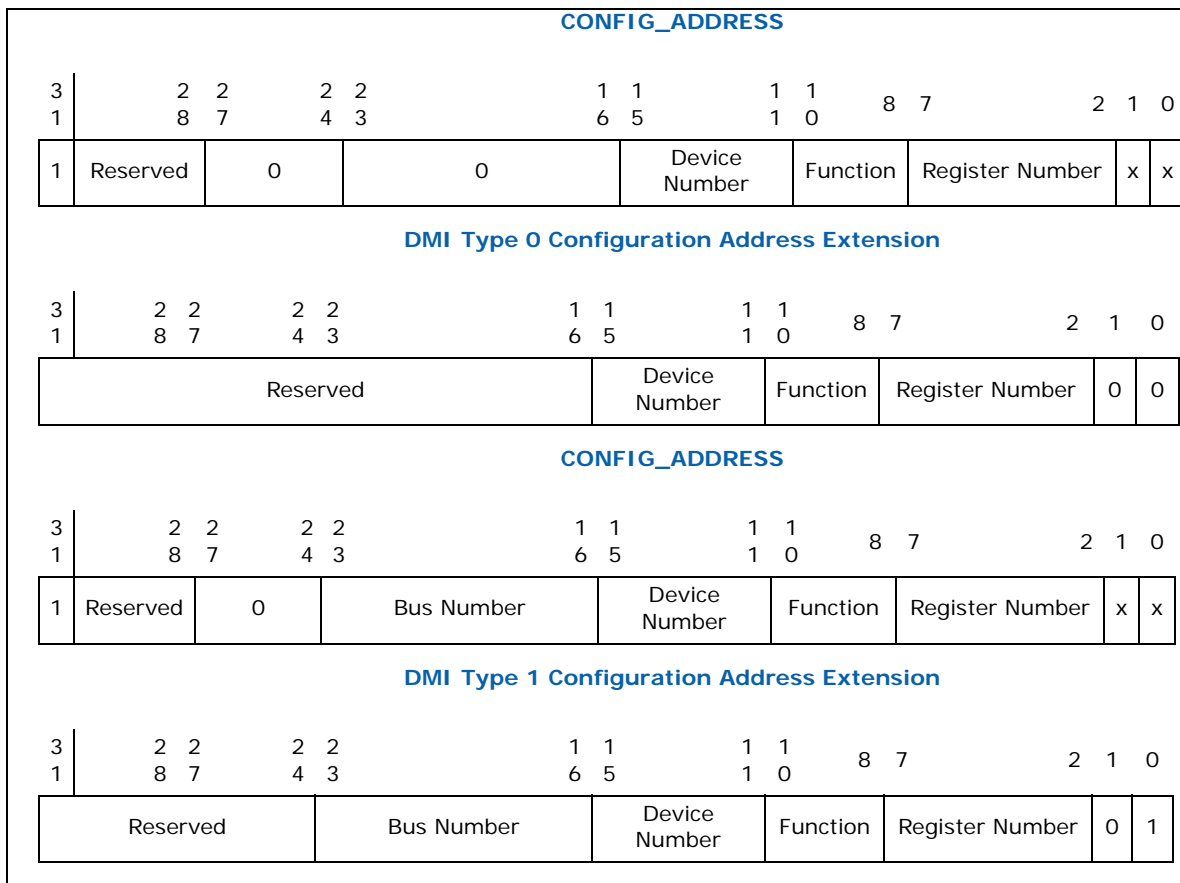 CONFIG_ADDRESS
3 2 2 2 2 1 1 1 1 8 7 2 1 0
1 8 7 4 3 6 5 1 0
1 Reserved 0 0 Device Number Function Register Number x x
DMI Type 0 Configuration Address Extension
3 2 2 2 2 1 1 1 1 8 7 2 1 0
1 8 7 4 3 6 5 1 0
Reserved Device Number Function Register Number 0 0
CONFIG_ADDRESS
3 2 2 2 2 1 1 1 1 8 7 2 1 0
1 8 7 4 3 6 5 1 0
1 Reserved 0 Bus Number Device Number Function Register Number x x
DMI Type 1 Configuration Address Extension
3 2 2 2 2 1 1 1 1 8 7 2 1 0
1 8 7 4 3 6 5 1 0
Reserved Bus Number Device Number Function Register Number 0 1